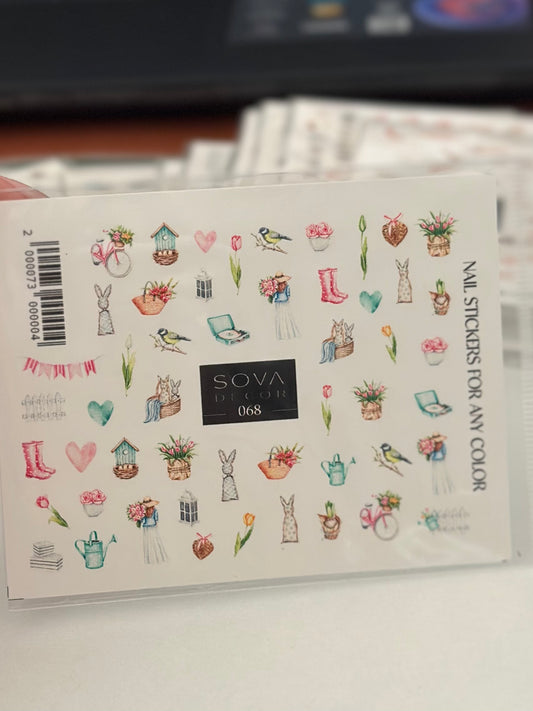 2 000073 000004
SOVA
DECOR
068
NAIL STICKERS FOR ANY COLOR